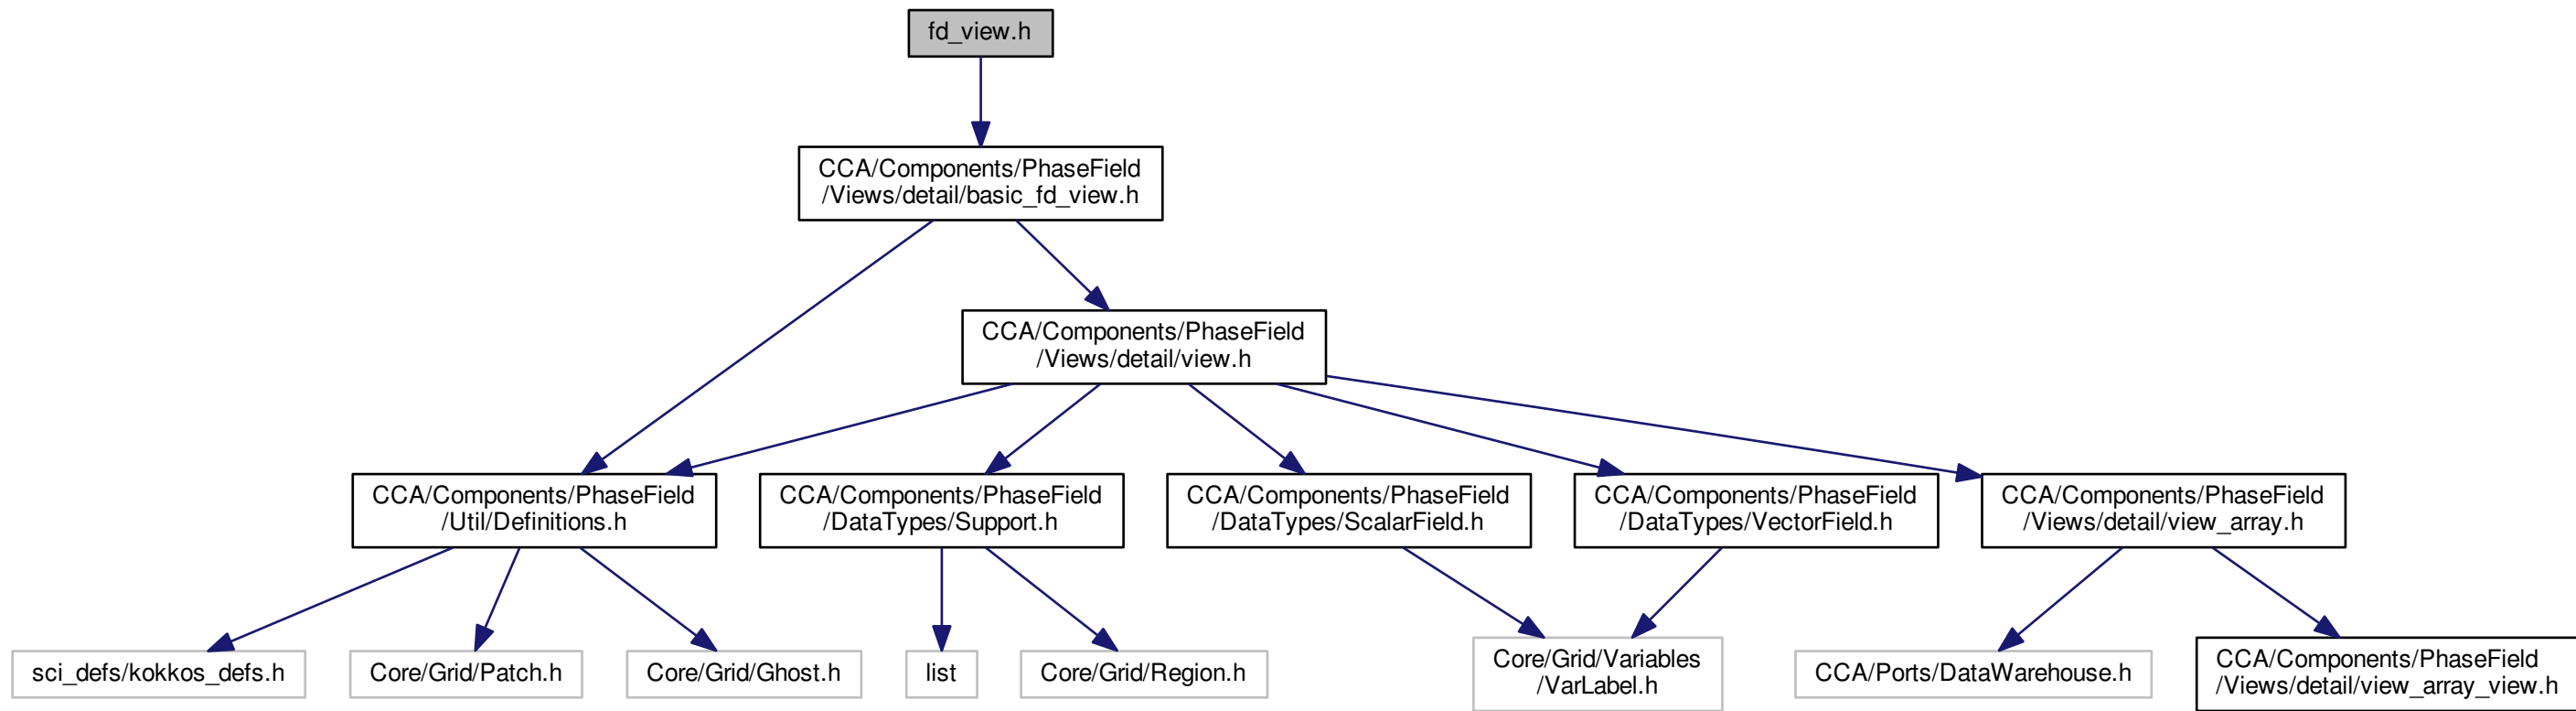 fd_view.h
CCA/Components/PhaseField
/Views/detail/basic_fd_view.h
CCA/Components/PhaseField
/Views/detail/view.h
CCA/Components/PhaseField
/Util/Definitions.h
CCA/Components/PhaseField
/DataTypes/Support.h
CCA/Components/PhaseField
/DataTypes/ScalarField.h
CCA/Components/PhaseField
/DataTypes/VectorField.h
CCA/Components/PhaseField
/Views/detail/view_array.h
sci_defs/kokkos_defs.h
Core/Grid/Patch.h
Core/Grid/Ghost.h
list
Core/Grid/Region.h
Core/Grid/Variables
/VarLabel.h
CCA/Ports/DataWarehouse.h
CCA/Components/PhaseField
/Views/detail/view_array_view.h